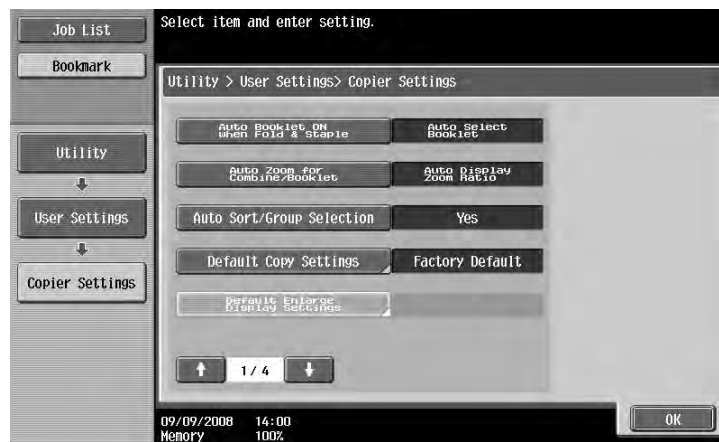 Job List
Select item and enter setting.
Bookmark
Utility > User Settings> Copier Settings
Auto Booklet ON
when Fold & Staple
Auto Select
Booklet
Utility
Auto Zoom for
Combine/Booklet
Auto Display
Zoom Ratio
User Settings
Auto Sort/Group Selection
Yes
Default Copy Settings
Factory Default
Copier Settings
Default Enlarge
Display Settings
1/ 4
09/09/2008 14:00
Memory 100%
OK